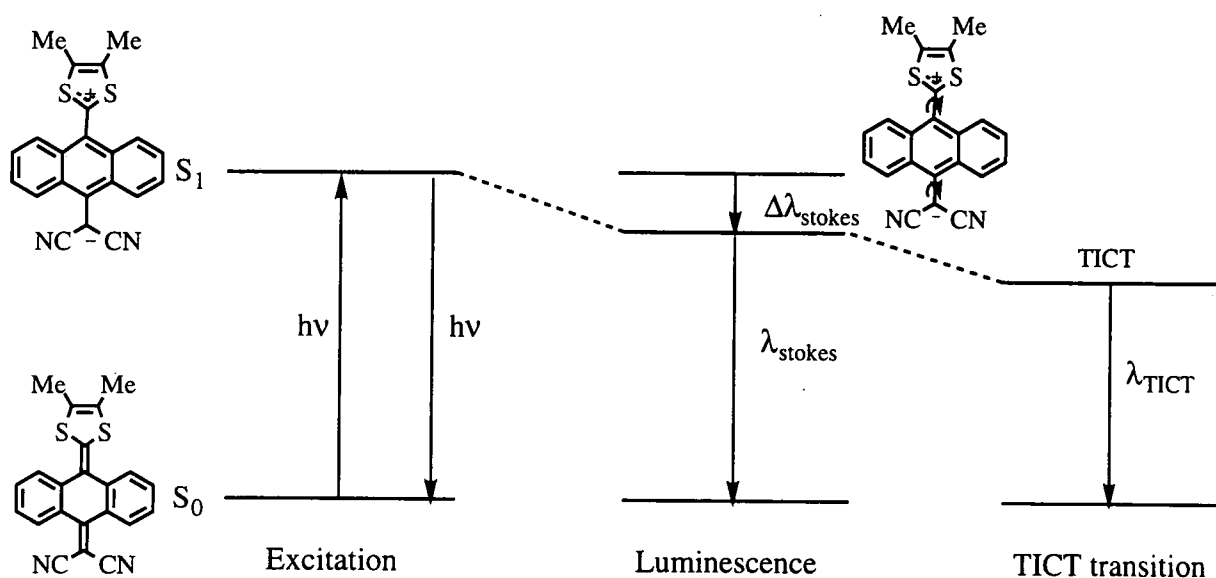 Me Me
S + S
NC − CN
S₁
hν
hν
Me Me
S S
NC CN
S₀
Excitation
Δλstokes
λstokes
Luminescence
Me Me
S + S
NC − CN
TICT
λTICT
TICT transition